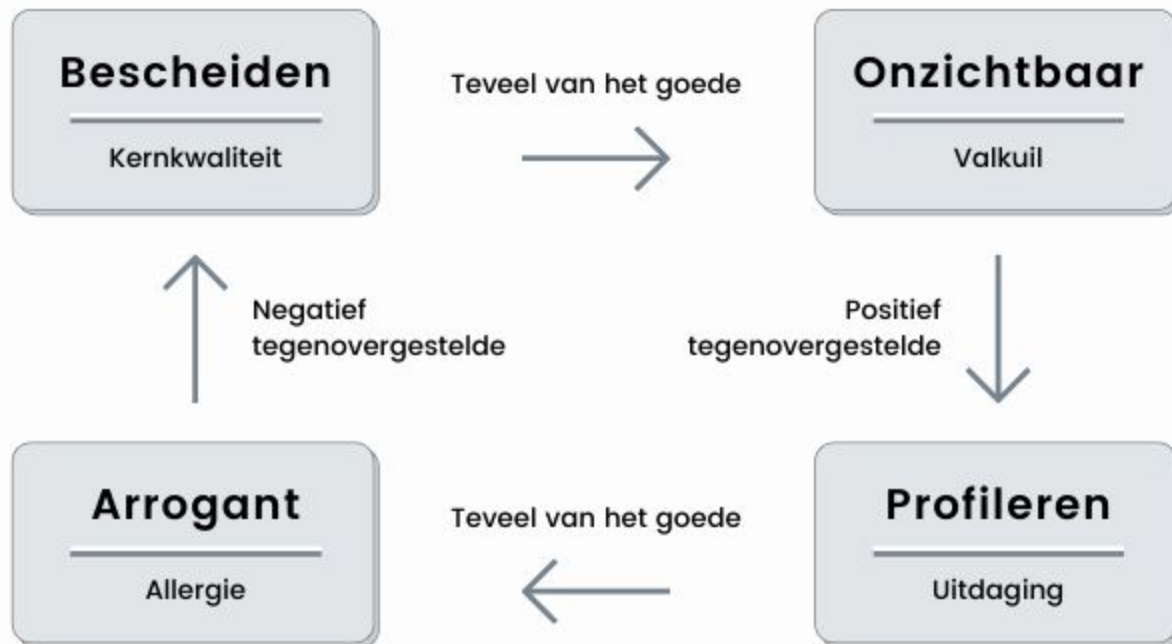 Bescheiden
Kernkwaliteit
Teveel van het goede
Onzichtbaar
Valkuil
Negatief
tegenovergestelde
Positief
tegenovergestelde
Arrogant
Allergie
Teveel van het goede
Profileren
Uitdaging